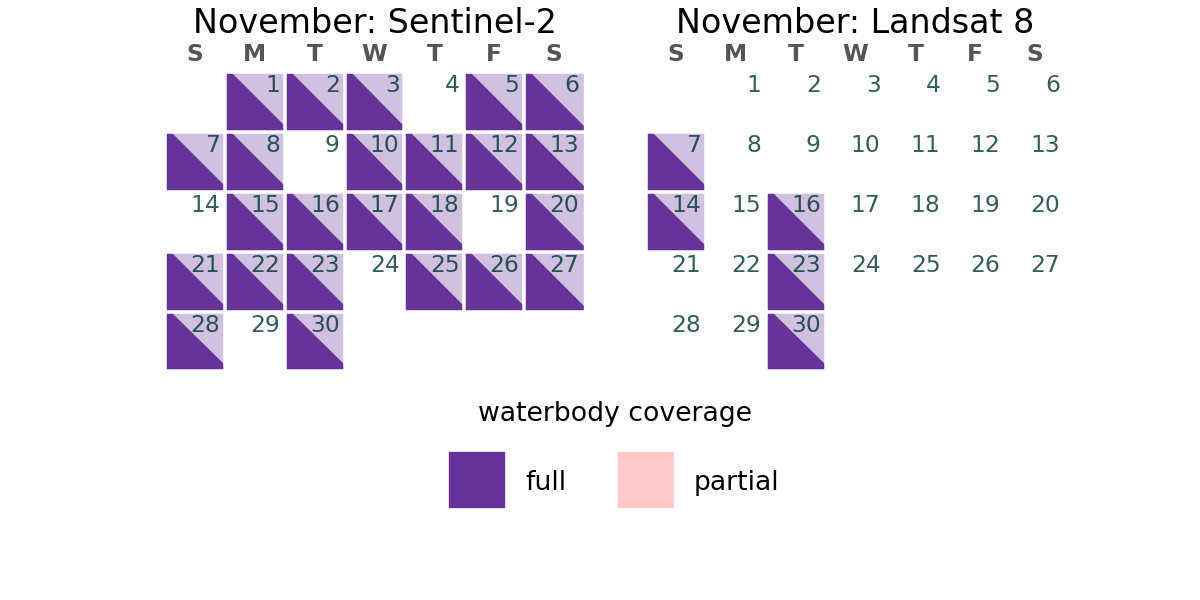 November: Sentinel-2
S M T W T F S
1 2 3 4 5 6
7 8 9 10 11 12 13
14 15 16 17 18 19 20
21 22 23 24 25 26 27
28 29 30
November: Landsat 8
S M T W T F S
1 2 3 4 5 6
7 8 9 10 11 12 13
14 15 16 17 18 19 20
21 22 23 24 25 26 27
28 29 30
waterbody coverage
full
partial